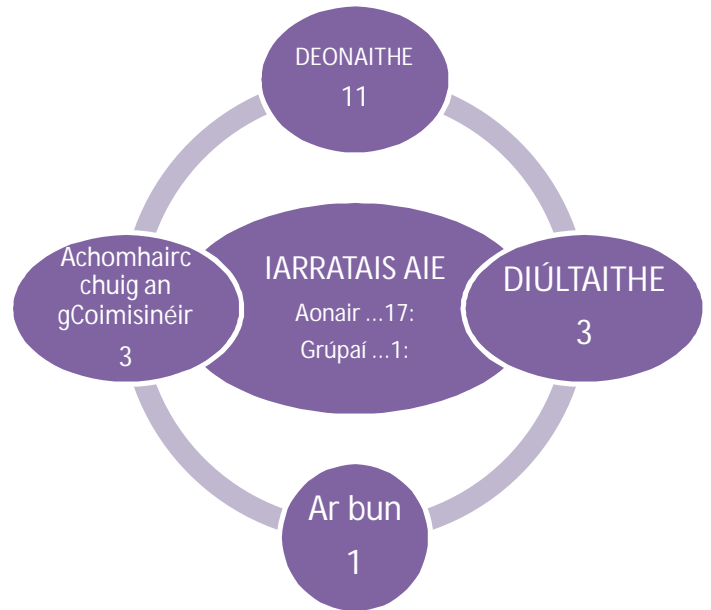 DEONAITHE
11
Achomhairc
chuig an
gCoimisinéir
3
IARRATAIS AIE
Aonair ...17:
Grúpaí ...1:
DIÚLTAITHE
3
Ar bun
1